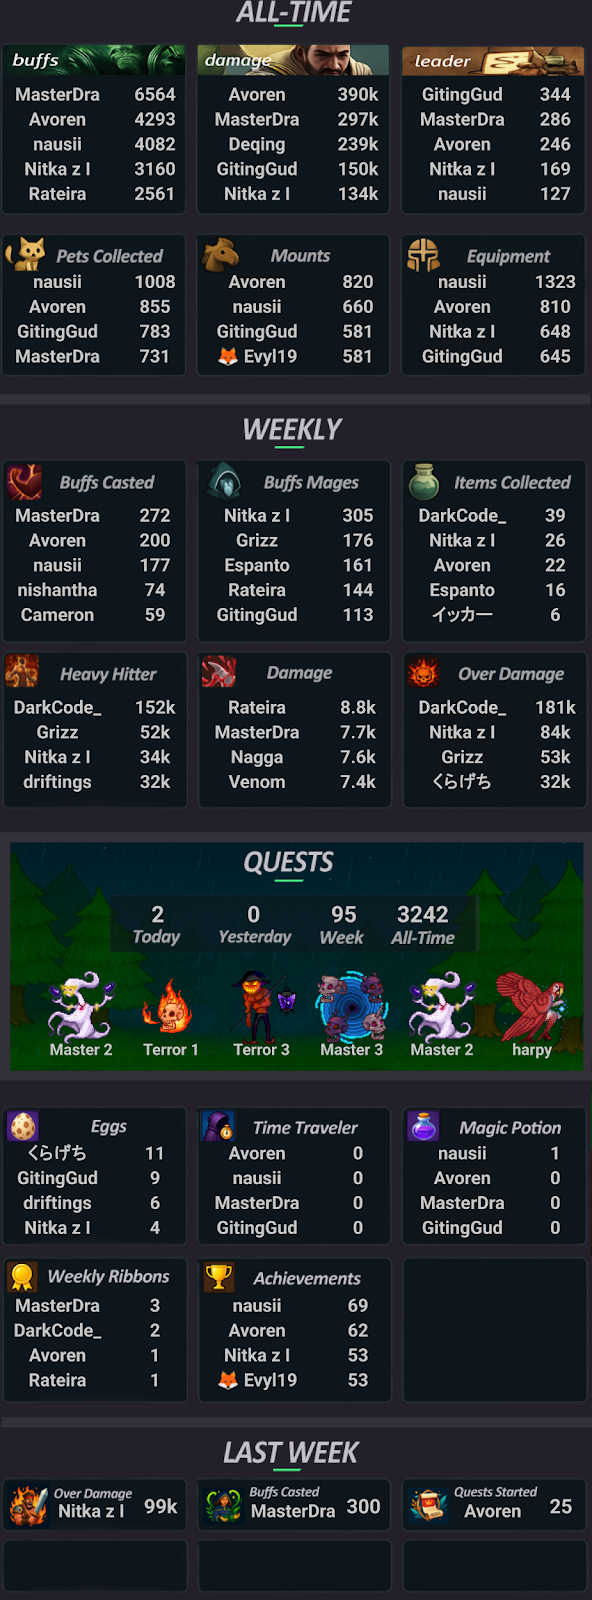 ALL-TIME
buffs
MasterDra 6564
Avoren 4293
nausii 4082
Nitka z l 3160
Rateira 2561
damage
Avoren 390k
MasterDra 297k
Deqing 239k
GitingGud 150k
Nitka z l 134k
leader
GitingGud 344
MasterDra 286
Avoren 246
Nitka z l 169
nausii 127
Pets Collected
nausii 1008
Avoren 855
GitingGud 783
MasterDra 731
Mounts
Avoren 820
nausii 660
GitingGud 581
🦊 Evyl19 581
Equipment
nausii 1323
Avoren 810
Nitka z l 648
GitingGud 645
WEEKLY
Buffs Casted
MasterDra 272
Avoren 200
nausii 177
nishantha 74
Cameron 59
Buffs Mages
Nitka z l 305
Grizz 176
Espanto 161
Rateira 144
GitingGud 113
Items Collected
DarkCode_ 39
Nitka z l 26
Avoren 22
Espanto 16
イッカー 6
Heavy Hitter
DarkCode_ 152k
Grizz 52k
Nitka z l 34k
driftings 32k
Damage
Rateira 8.8k
MasterDra 7.7k
Nagga 7.6k
Venom 7.4k
Over Damage
DarkCode_ 181k
Nitka z l 84k
Grizz 53k
くらげち 32k
QUESTS
2 0 95 3242
Today Yesterday Week All-Time
Master 2 Terror 1 Terror 3 Master 3 Master 2 harpy
Eggs
くらげち 11
GitingGud 9
driftings 6
Nitka z l 4
Time Traveler
Avoren 0
nausii 0
MasterDra 0
GitingGud 0
Magic Potion
nausii 1
Avoren 0
MasterDra 0
GitingGud 0
Weekly Ribbons
MasterDra 3
DarkCode_ 2
Avoren 1
Rateira 1
Achievements
nausii 69
Avoren 62
Nitka z l 53
🦊 Evyl19 53
LAST WEEK
Over Damage
Nitka z l 99k
Buffs Casted
MasterDra 300
Quests Started
Avoren 25